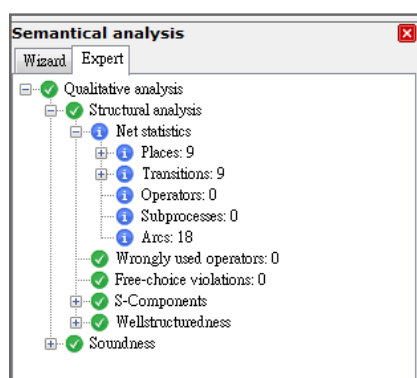 Semantical analysis
Wizard Expert
Qualitative analysis
Structural analysis
Net statistics
Places: 9
Transitions: 9
Operators: 0
Subprocesses: 0
Arcs: 18
Wrongly used operators: 0
Free-choice violations: 0
S-Components
Wellstructuredness
Soundness